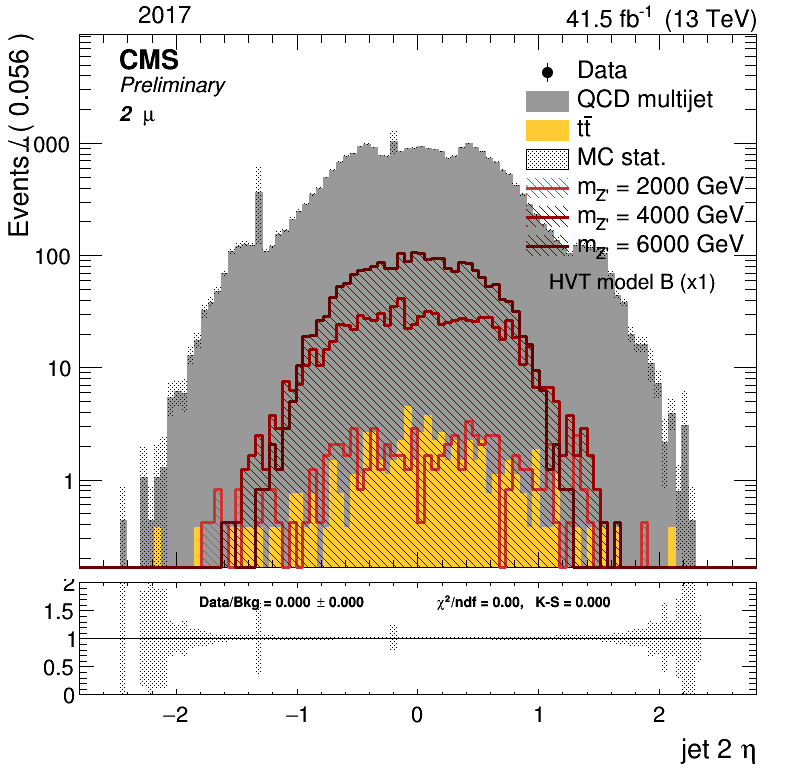 2017
41.5 fb⁻¹ (13 TeV)
CMS
Preliminary
2 μ
Events / ( 0.056 )
1000
100
10
1
Data
QCD multijet
tt̄
MC stat.
m_Z' = 2000 GeV
m_Z' = 4000 GeV
m_Z' = 6000 GeV
HVT model B (x1)
Data/Bkg = 0.000 ± 0.000
χ²/ndf = 0.00, K-S = 0.000
2
1.5
1
0.5
0
−2 −1 0 1 2
jet 2 η